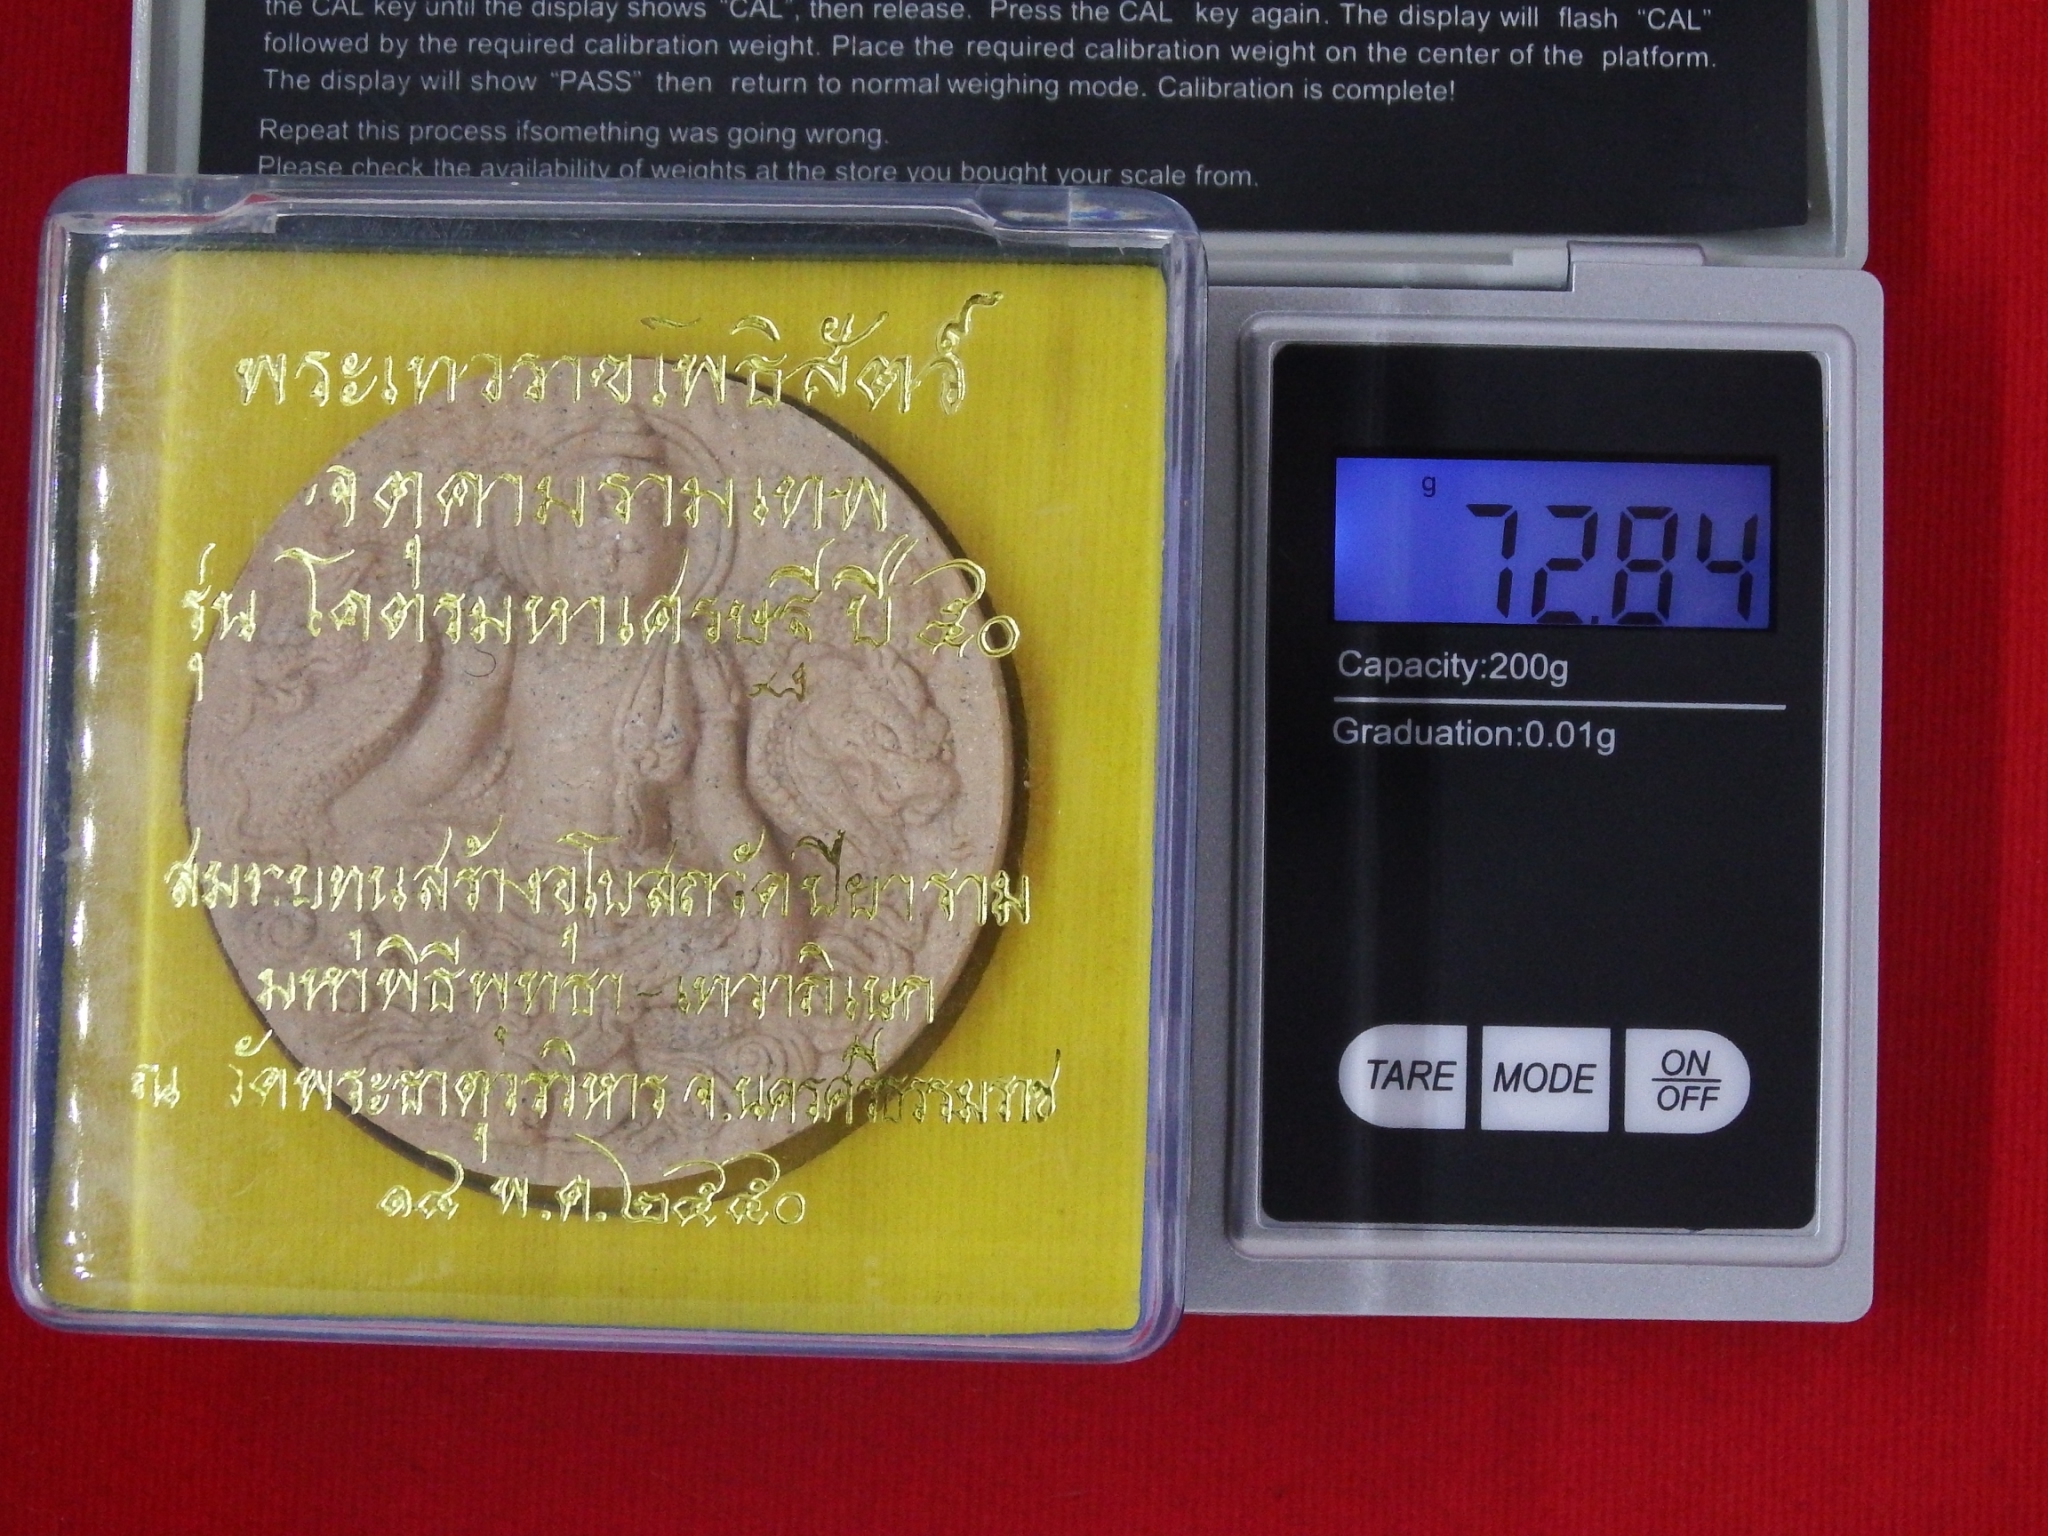 the CAL key until the display shows “CAL”, then release. Press the CAL key again. The display will flash “CAL”
followed by the required calibration weight. Place the required calibration weight on the center of the platform.
The display will show “PASS” then return to normal weighing mode. Calibration is complete!
Repeat this process ifsomething was going wrong.
Please check the availability of weights at the store you bought your scale from.
พระเทวราชโพธิสัตว์
จตุคามรามเทพ
รุ่น โคตรมหาเศรษฐี ปี ๕๐
สมทบทุนสร้างอุโบสถวัดปิยาราม
มหาพิธีพุทธา - เทวาภิเษก
ณ วัดพระธาตุวรวิหาร จ.นครศรีธรรมราช
พ.ค. ๒๕๕๐
g
72.84
Capacity:200g
Graduation:0.01g
TARE MODE ON
OFF